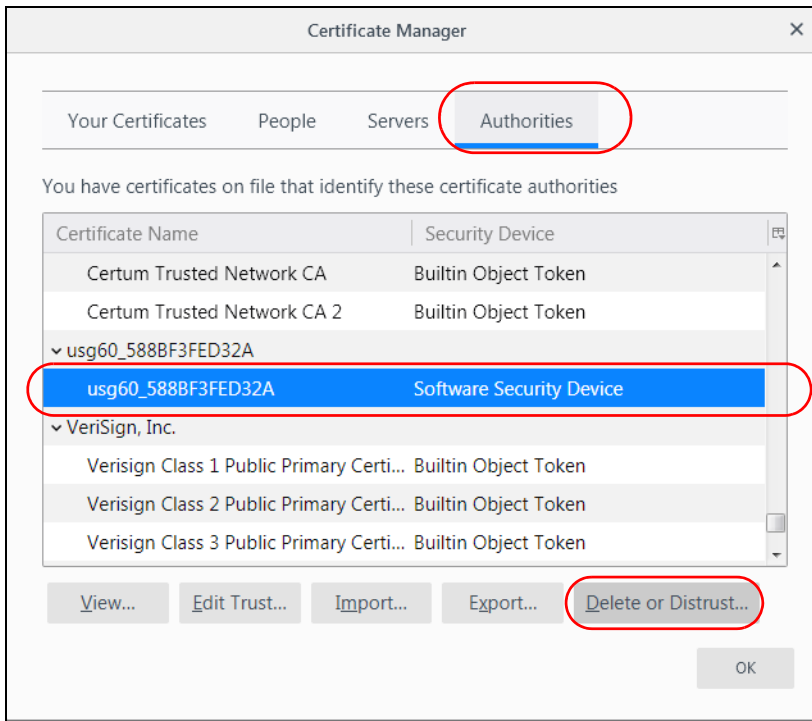 Certificate Manager
Your Certificates People Servers Authorities
You have certificates on file that identify these certificate authorities
Certificate Name Security Device
Certum Trusted Network CA Builtin Object Token
Certum Trusted Network CA 2 Builtin Object Token
usg60_588BF3FED32A
usg60_588BF3FED32A Software Security Device
VeriSign, Inc.
Verisign Class 1 Public Primary Certi... Builtin Object Token
Verisign Class 2 Public Primary Certi... Builtin Object Token
Verisign Class 3 Public Primary Certi... Builtin Object Token
View... Edit Trust... Import... Export... Delete or Distrust...
OK